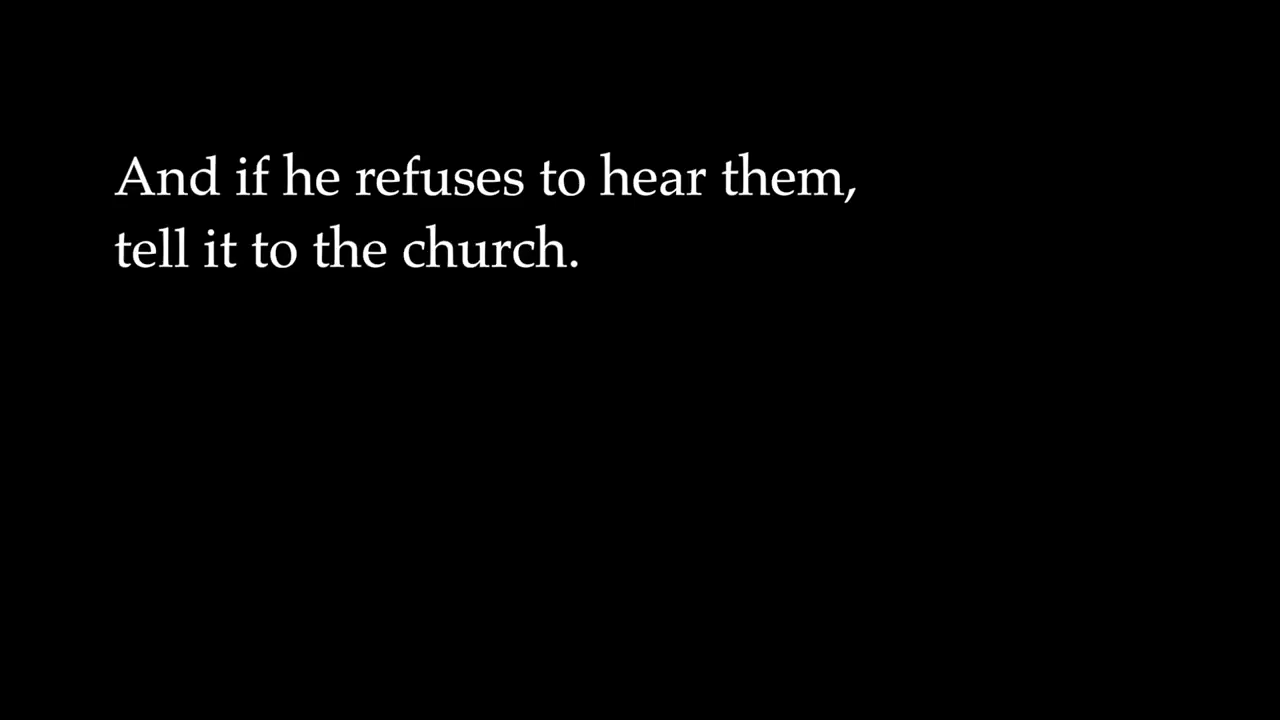 And if he refuses to hear them,
tell it to the church.